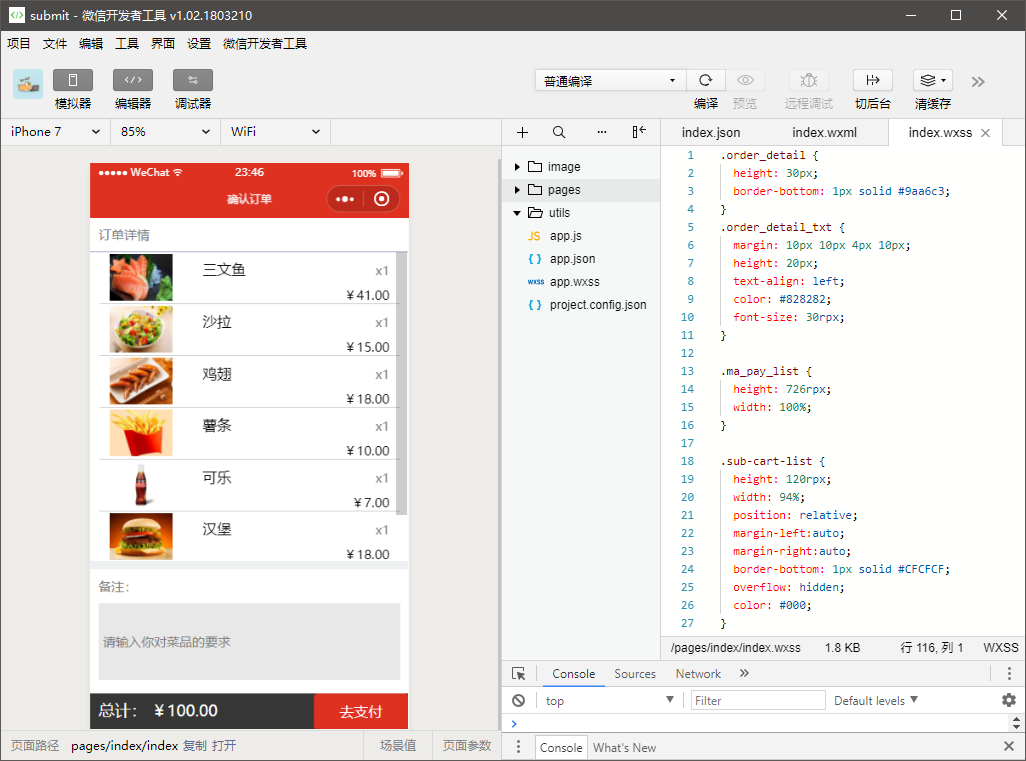 submit - 微信开发者工具 v1.02.1803210
项目 文件 编辑 工具 界面 设置 微信开发者工具
模拟器 编辑器 调试器 普通编译 编译 预览 远程调试 切后台 清缓存
iPhone 7 85% WiFi
index.json index.wxml index.wxss
WeChat 23:46 100%
确认订单
订单详情
三文鱼 x1
¥ 41.00
沙拉 x1
¥ 15.00
鸡翅 x1
¥ 18.00
薯条 x1
¥ 10.00
可乐 x1
¥ 7.00
汉堡 x1
¥ 18.00
备注:
请输入你对菜品的要求
总计: ¥ 100.00 去支付
页面路径 pages/index/index 复制 打开 场景值 页面参数
image
pages
utils
JS app.js
{ } app.json
wxss app.wxss
{ } project.config.json
1 .order_detail {
2 height: 30px;
3 border-bottom: 1px solid #9aa6c3;
4 }
5 .order_detail_txt {
6 margin: 10px 10px 4px 10px;
7 height: 20px;
8 text-align: left;
9 color: #828282;
10 font-size: 30rpx;
11 }
12
13 .ma_pay_list {
14 height: 726rpx;
15 width: 100%;
16 }
17
18 .sub-cart-list {
19 height: 120rpx;
20 width: 94%;
21 position: relative;
22 margin-left:auto;
23 margin-right:auto;
24 border-bottom: 1px solid #CFCFCF;
25 overflow: hidden;
26 color: #000;
27 }
/pages/index/index.wxss 1.8 KB 行 116, 列 1 WXSS
Console Sources Network
top Filter Default levels
Console What's New